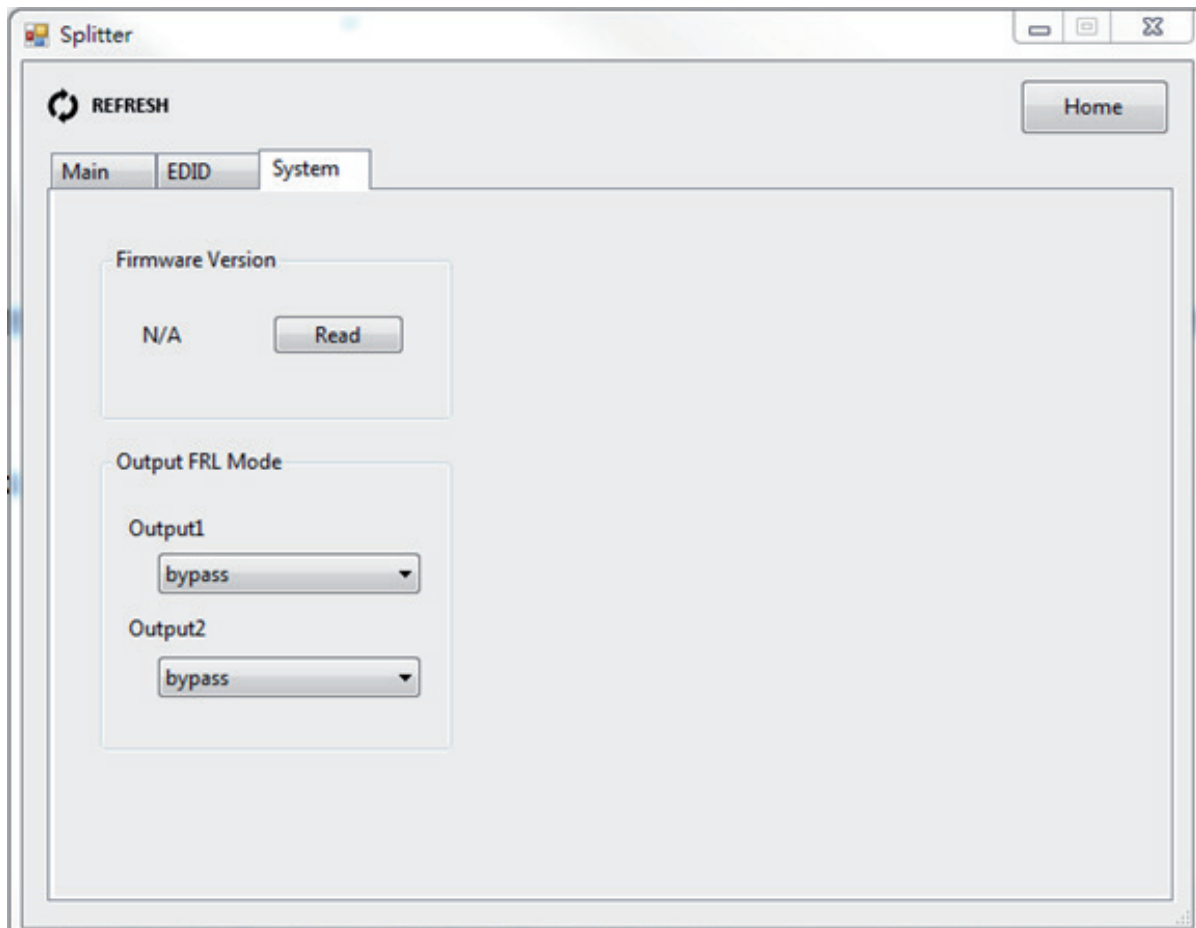 Splitter
REFRESH
Home
Main
EDID
System
Firmware Version
N/A
Read
Output FRL Mode
Output1
bypass
Output2
bypass